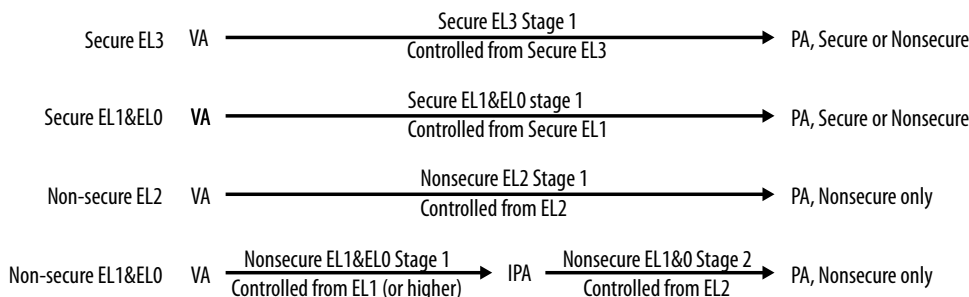 Secure EL3 Stage 1
Secure EL3 VA PA, Secure or Nonsecure
Controlled from Secure EL3
Secure EL1&EL0 stage 1
Secure EL1&EL0 VA PA, Secure or Nonsecure
Controlled from Secure EL1
Nonsecure EL2 Stage 1
Non-secure EL2 VA PA, Nonsecure only
Controlled from EL2
Nonsecure EL1&EL0 Stage 1 Nonsecure EL1&0 Stage 2
Non-secure EL1&EL0 VA IPA PA, Nonsecure only
Controlled from EL1 (or higher) Controlled from EL2